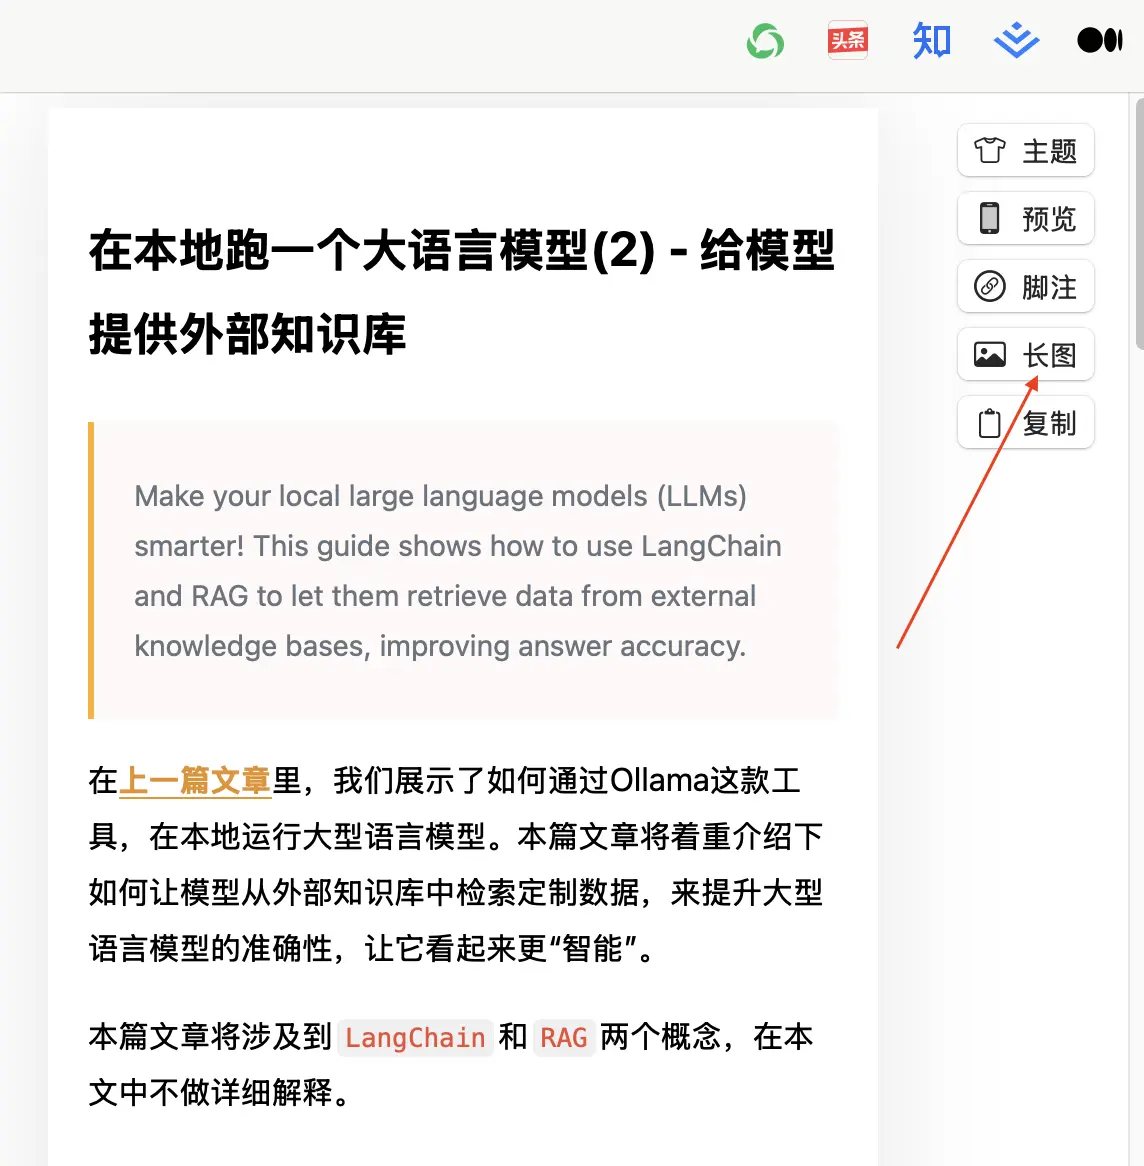 头条
知
主题
预览
脚注
长图
复制
在本地跑一个大语言模型(2) - 给模型
提供外部知识库
Make your local large language models (LLMs)
smarter! This guide shows how to use LangChain
and RAG to let them retrieve data from external
knowledge bases, improving answer accuracy.
在上一篇文章里，我们展示了如何通过Ollama这款工
具，在本地运行大型语言模型。本篇文章将着重介绍下
如何让模型从外部知识库中检索定制数据，来提升大型
语言模型的准确性，让它看起来更“智能”。
本篇文章将涉及到 LangChain 和 RAG 两个概念，在本
文中不做详细解释。